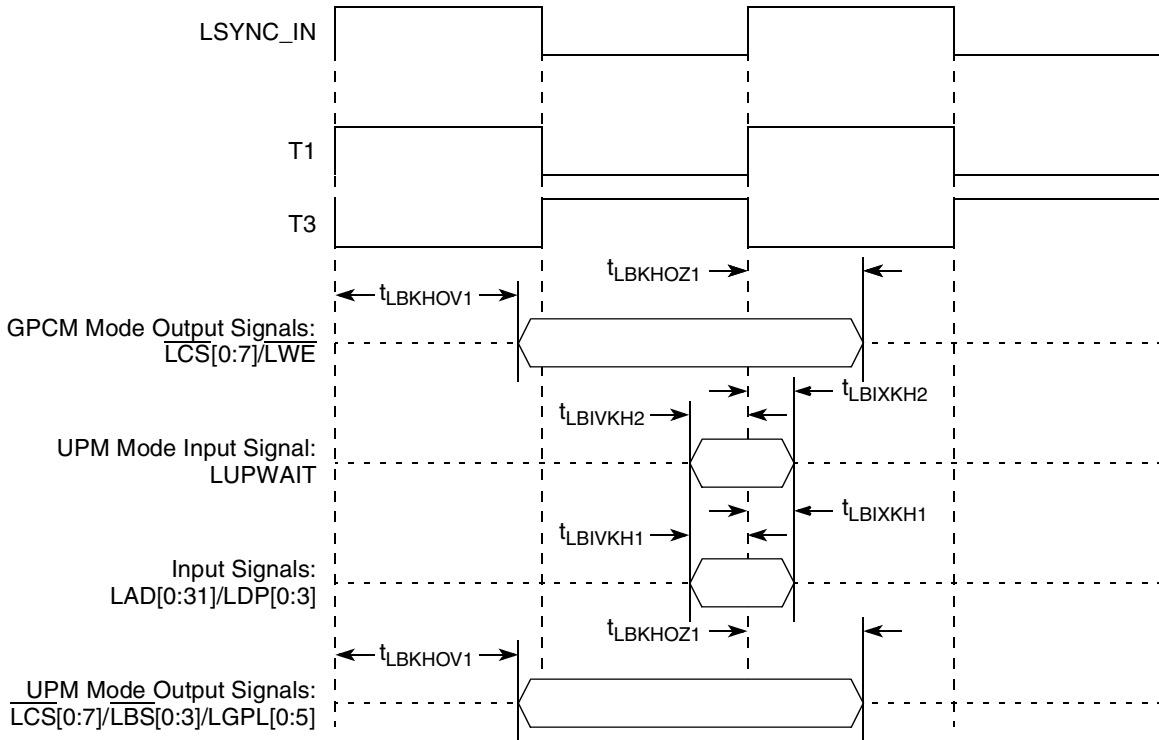 LSYNC_IN
T1
T3
tLBKHOZ1
tLBKHOV1
GPCM Mode Output Signals:
LCS[0:7]/LWE
tLBIXKH2
tLBIVKH2
UPM Mode Input Signal:
LUPWAIT
tLBIXKH1
tLBIVKH1
Input Signals:
LAD[0:31]/LDP[0:3]
tLBKHOZ1
tLBKHOV1
UPM Mode Output Signals:
LCS[0:7]/LBS[0:3]/LGPL[0:5]